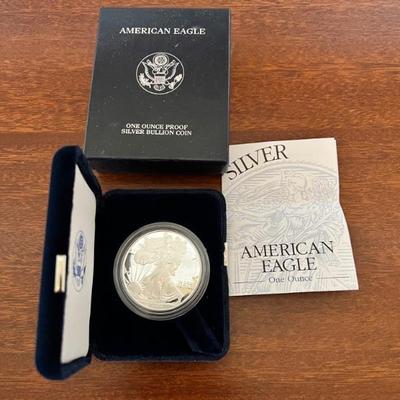 AMERICAN EAGLE
ONE OUNCE PROOF
SILVER BULLION COIN
SILVER
AMERICAN
EAGLE
One Ounce